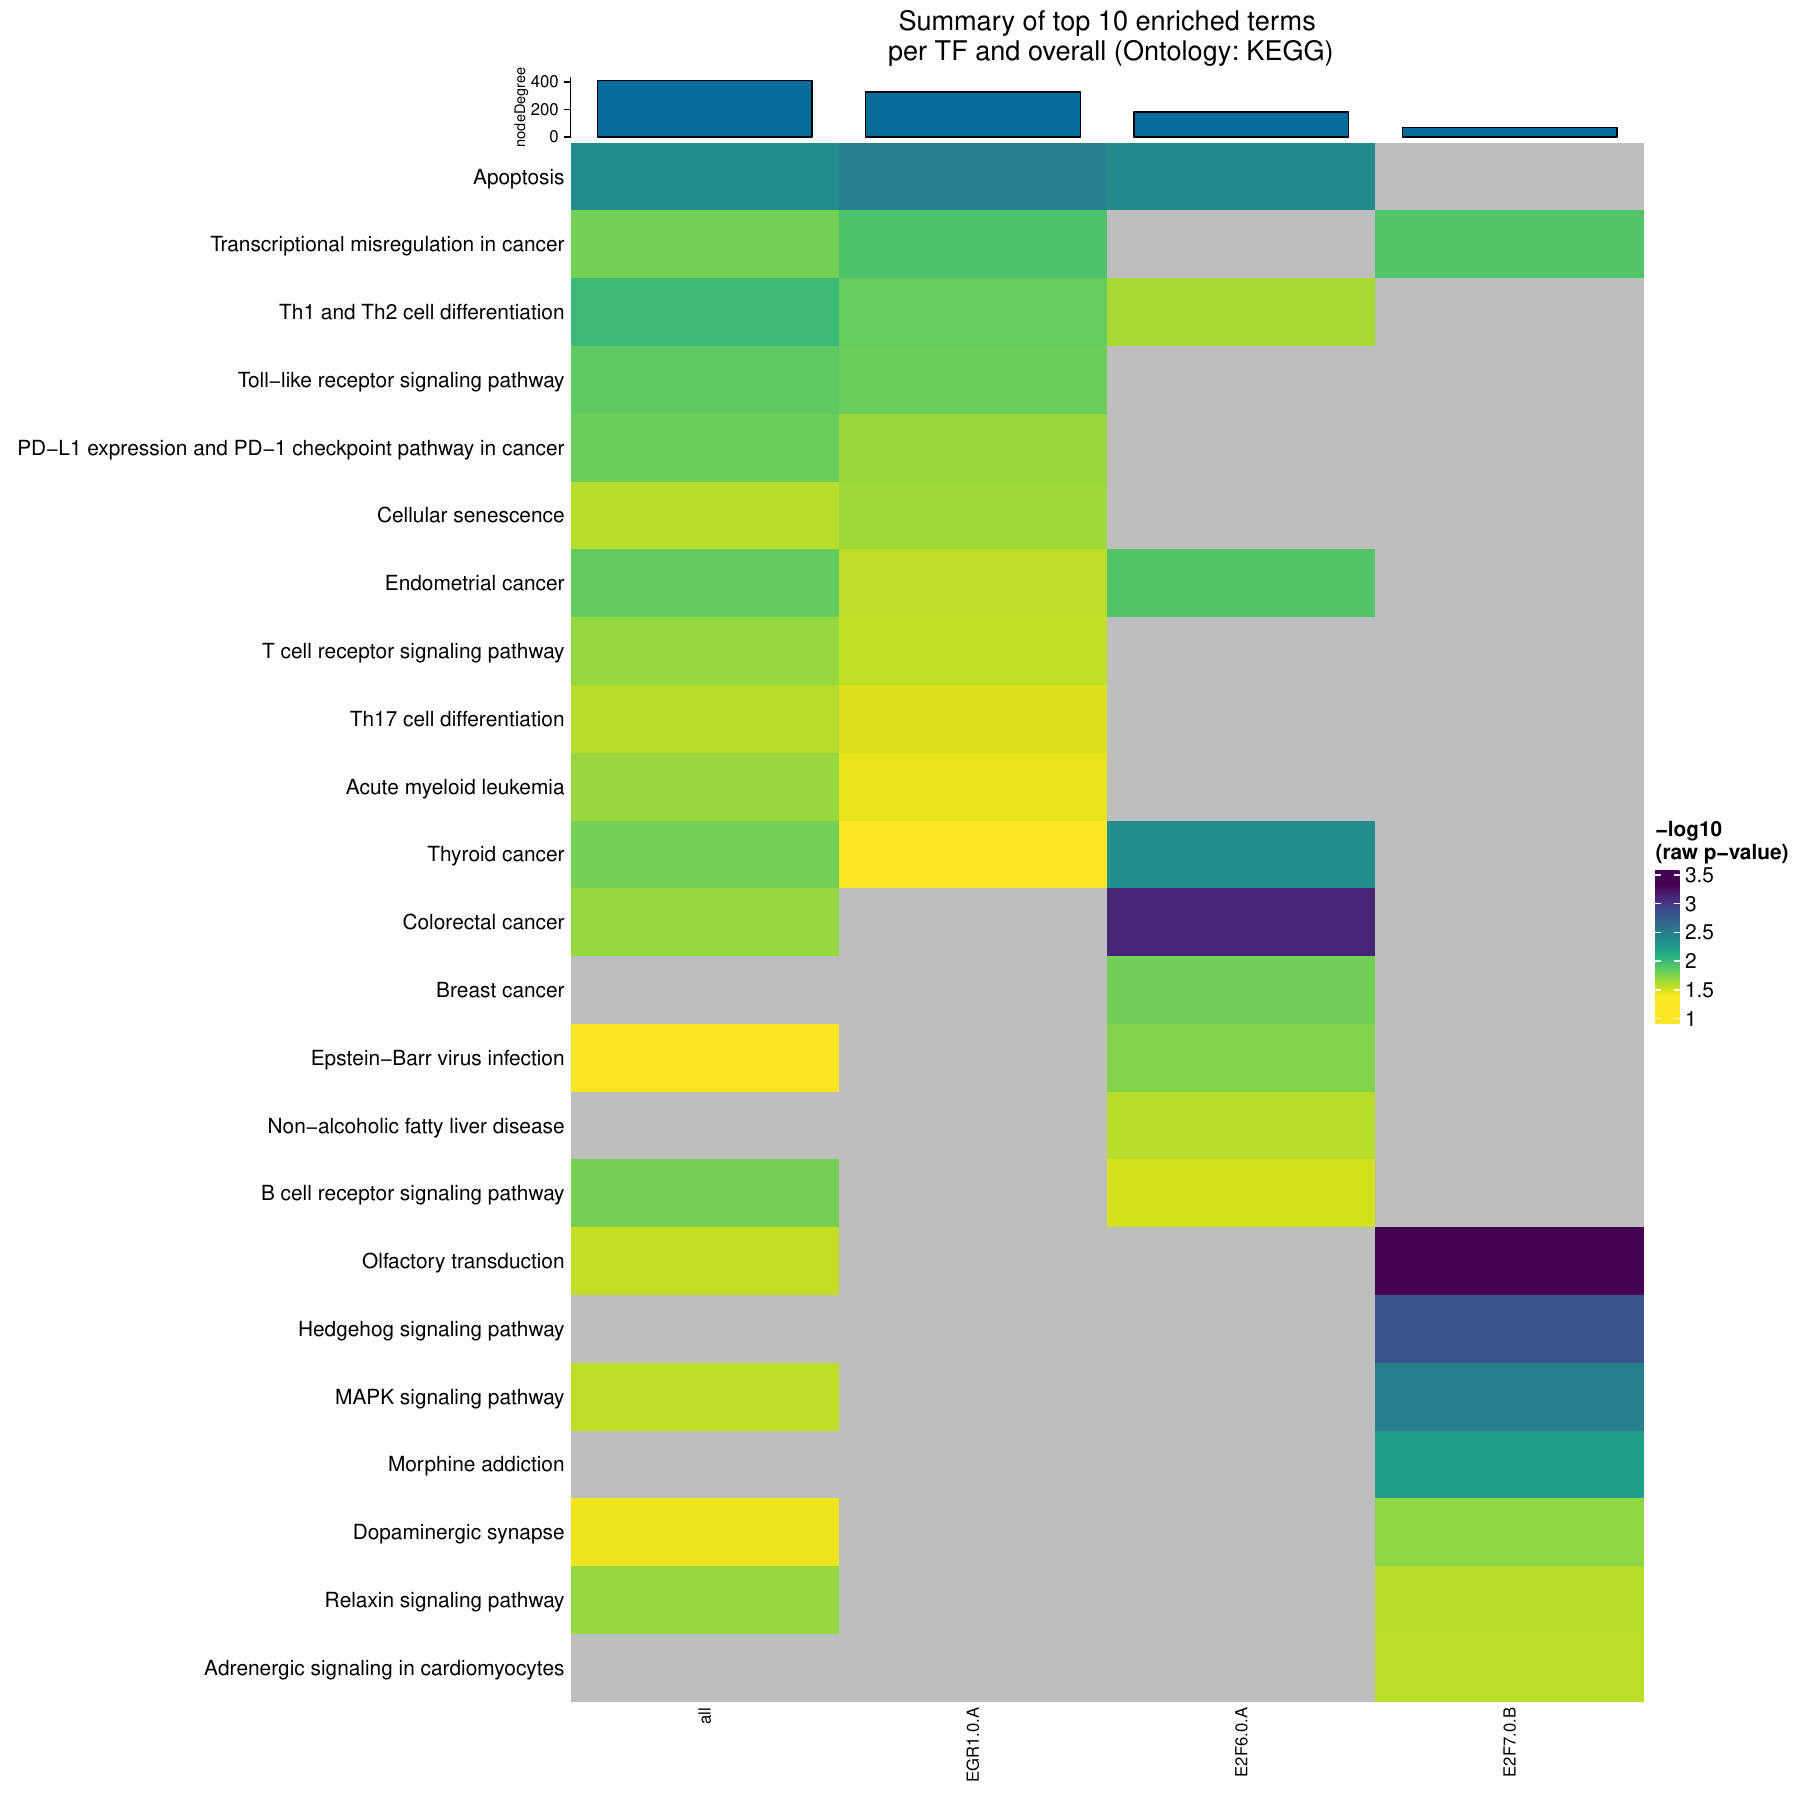 Summary of top 10 enriched terms
per TF and overall (Ontology: KEGG)
nodeDegree
400
200
0
Apoptosis
Transcriptional misregulation in cancer
Th1 and Th2 cell differentiation
Toll−like receptor signaling pathway
PD−L1 expression and PD−1 checkpoint pathway in cancer
Cellular senescence
Endometrial cancer
T cell receptor signaling pathway
Th17 cell differentiation
Acute myeloid leukemia
Thyroid cancer
Colorectal cancer
Breast cancer
Epstein−Barr virus infection
Non−alcoholic fatty liver disease
B cell receptor signaling pathway
Olfactory transduction
Hedgehog signaling pathway
MAPK signaling pathway
Morphine addiction
Dopaminergic synapse
Relaxin signaling pathway
Adrenergic signaling in cardiomyocytes
all
EGR1.0.A
E2F6.0.A
E2F7.0.B
−log10
(raw p−value)
3.5
3
2.5
2
1.5
1